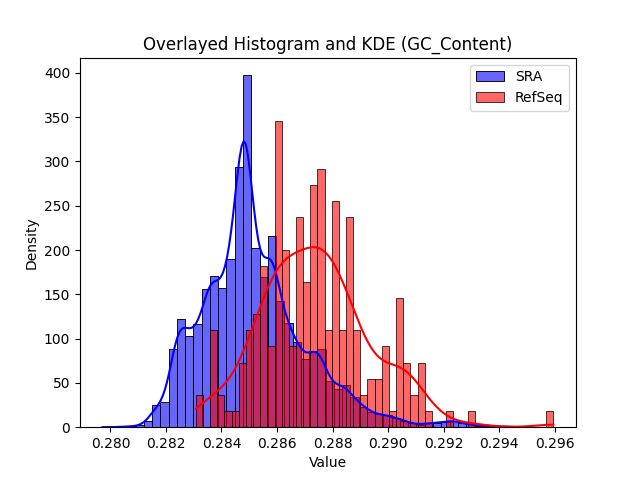 Overlayed Histogram and KDE (GC_Content)
SRA
RefSeq
Density
400
350
300
250
200
150
100
50
0
0.280 0.282 0.284 0.286 0.288 0.290 0.292 0.294 0.296
Value